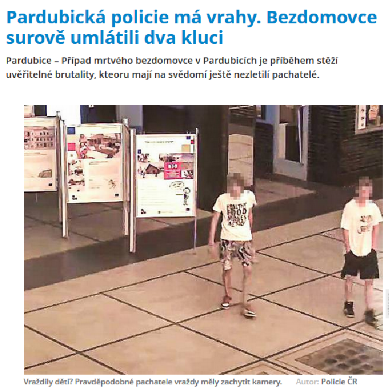 Pardubická policie má vrahy. Bezdomovce
surově umlátili dva kluci
Pardubice – Případ mrtvého bezdomovce v Pardubicích je příběhem stěží
uvěřitelné brutality, kteoru mají na svědomí ještě nezletilí pachatelé.
Vraždily děti? Pravděpodobné pachatele vraždy měly zachytit kamery. Autor: Policie ČR